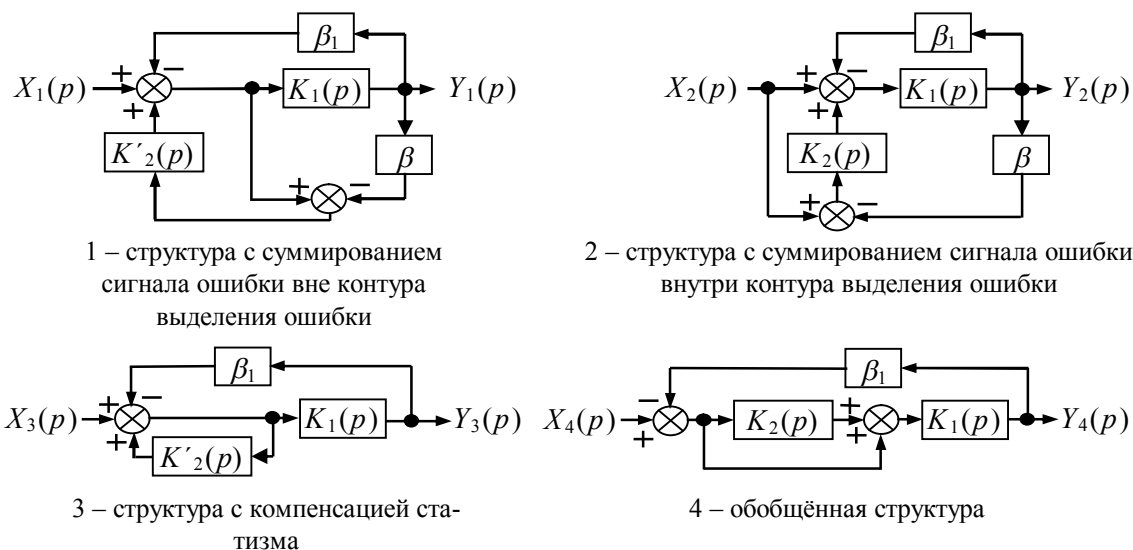 β₁
X₁(p)
K₁(p)
Y₁(p)
K′₂(p)
β
1 – структура с суммированием
сигнала ошибки вне контура
выделения ошибки
β₁
X₂(p)
K₁(p)
Y₂(p)
K₂(p)
β
2 – структура с суммированием сигнала ошибки
внутри контура выделения ошибки
β₁
X₃(p)
K₁(p)
Y₃(p)
K′₂(p)
3 – структура с компенсацией ста-
тизма
β₁
X₄(p)
K₂(p)
K₁(p)
Y₄(p)
4 – обобщённая структура